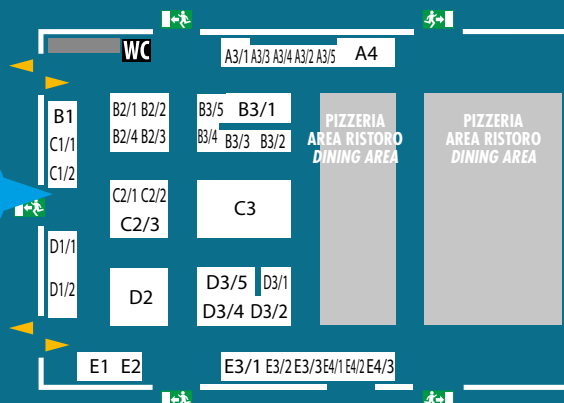 WC
A3/1 A3/3 A3/4 A3/2 A3/5 A4
B1
C1/1
C1/2
B2/1 B2/2
B2/4 B2/3
B3/5 B3/1
B3/4 B3/3 B3/2
PIZZERIA
AREA RISTORO
DINING AREA
PIZZERIA
AREA RISTORO
DINING AREA
C2/1 C2/2
C2/3
C3
D1/1
D1/2
D2
D3/5 D3/1
D3/4 D3/2
E1 E2
E3/1 E3/2 E3/3 E4/1 E4/2 E4/3